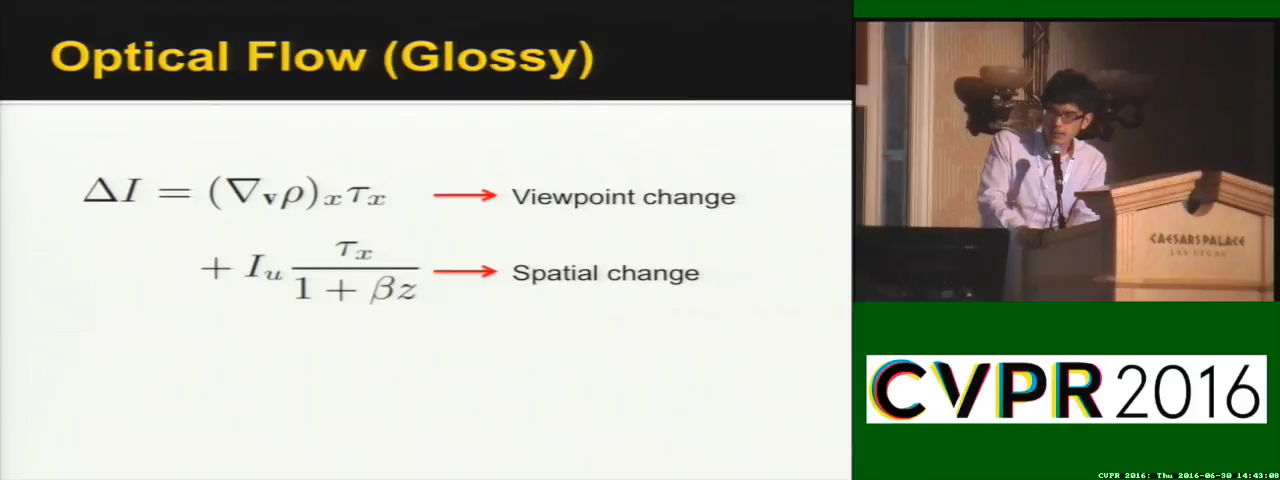 Optical Flow (Glossy)
ΔI = (∇_v ρ)_x τ_x → Viewpoint change
+ I_u τ_x / (1 + βz) → Spatial change
CAESARS PALACE
LAS VEGAS
CVPR 2016
CVPR 2016: Thu 2016-06-30 14:43:08